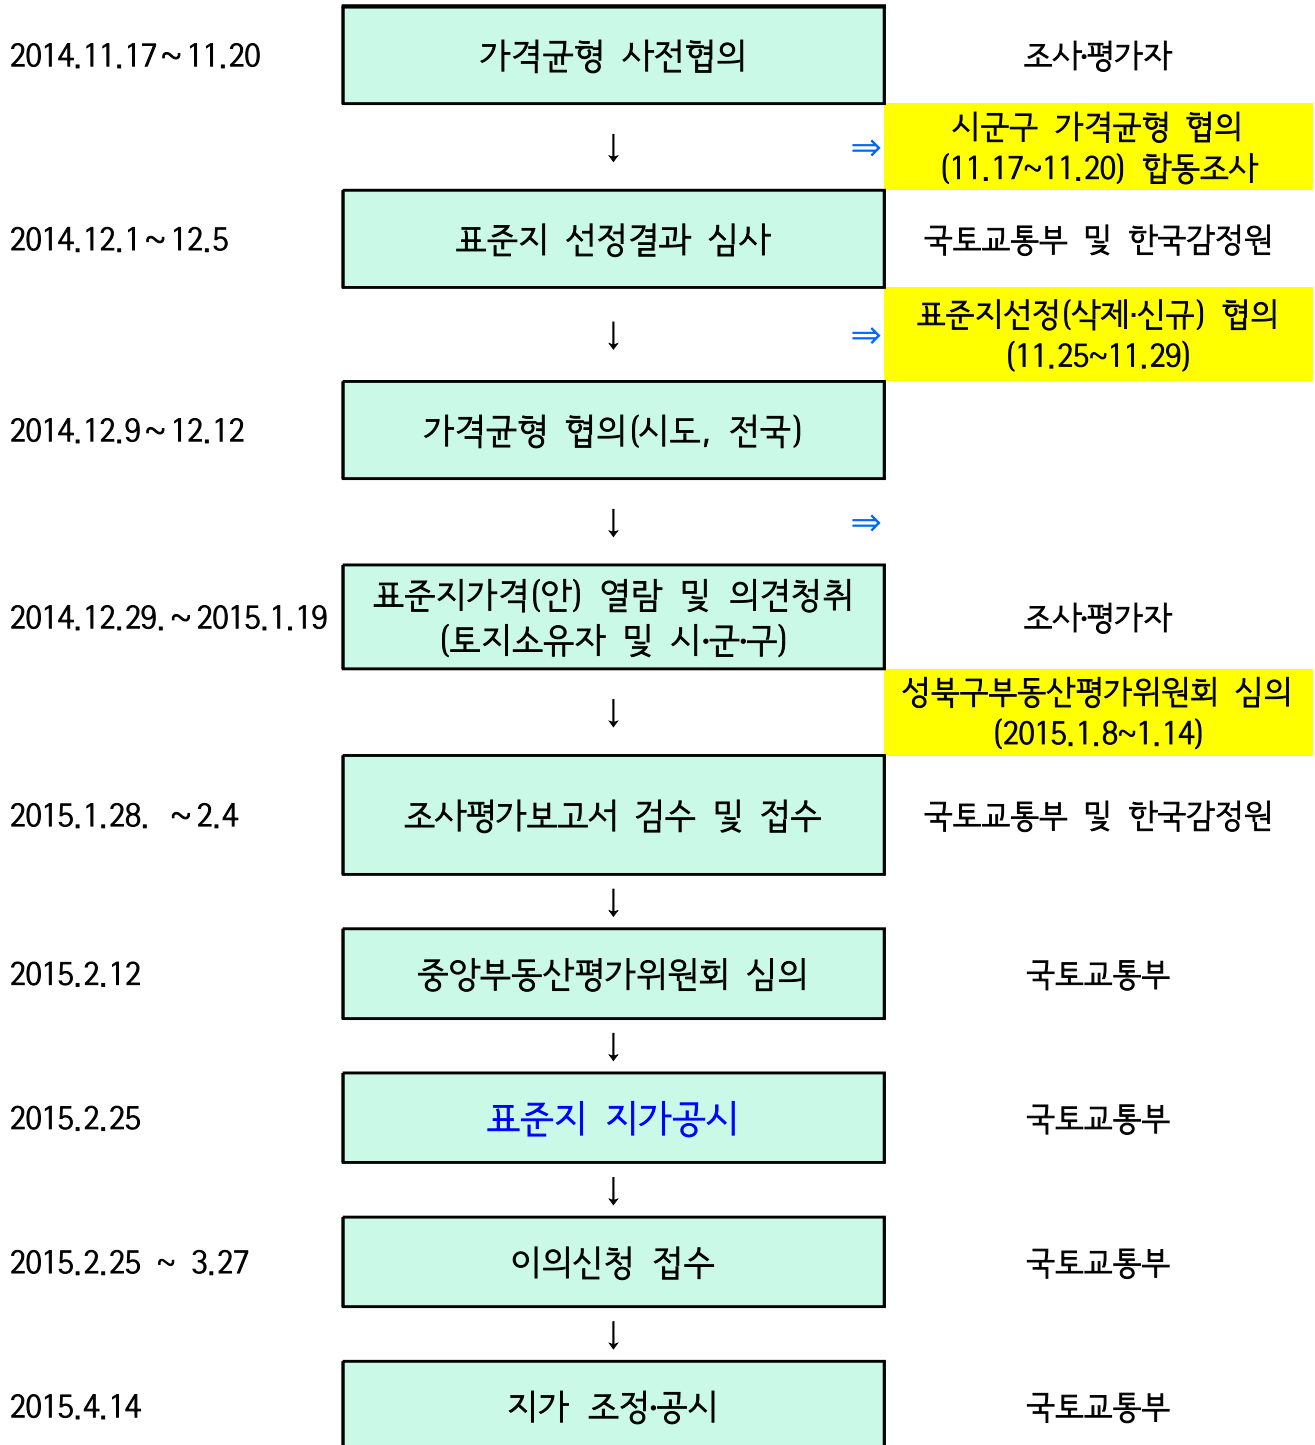 2014.11.17~11.20
가격균형 사전협의
조사·평가자
↓
⇒
시군구 가격균형 협의
(11.17~11.20) 합동조사
2014.12.1~12.5
표준지 선정결과 심사
국토교통부 및 한국감정원
↓
⇒
표준지선정(삭제·신규) 협의
(11.25~11.29)
2014.12.9~12.12
가격균형 협의(시도, 전국)
↓
⇒
2014.12.29.~2015.1.19
표준지가격(안) 열람 및 의견청취
(토지소유자 및 시·군·구)
조사·평가자
↓
성북구부동산평가위원회 심의
(2015.1.8~1.14)
2015.1.28. ~2.4
조사평가보고서 검수 및 접수
국토교통부 및 한국감정원
↓
2015.2.12
중앙부동산평가위원회 심의
국토교통부
↓
2015.2.25
표준지 지가공시
국토교통부
↓
2015.2.25 ~ 3.27
이의신청 접수
국토교통부
↓
2015.4.14
지가 조정·공시
국토교통부